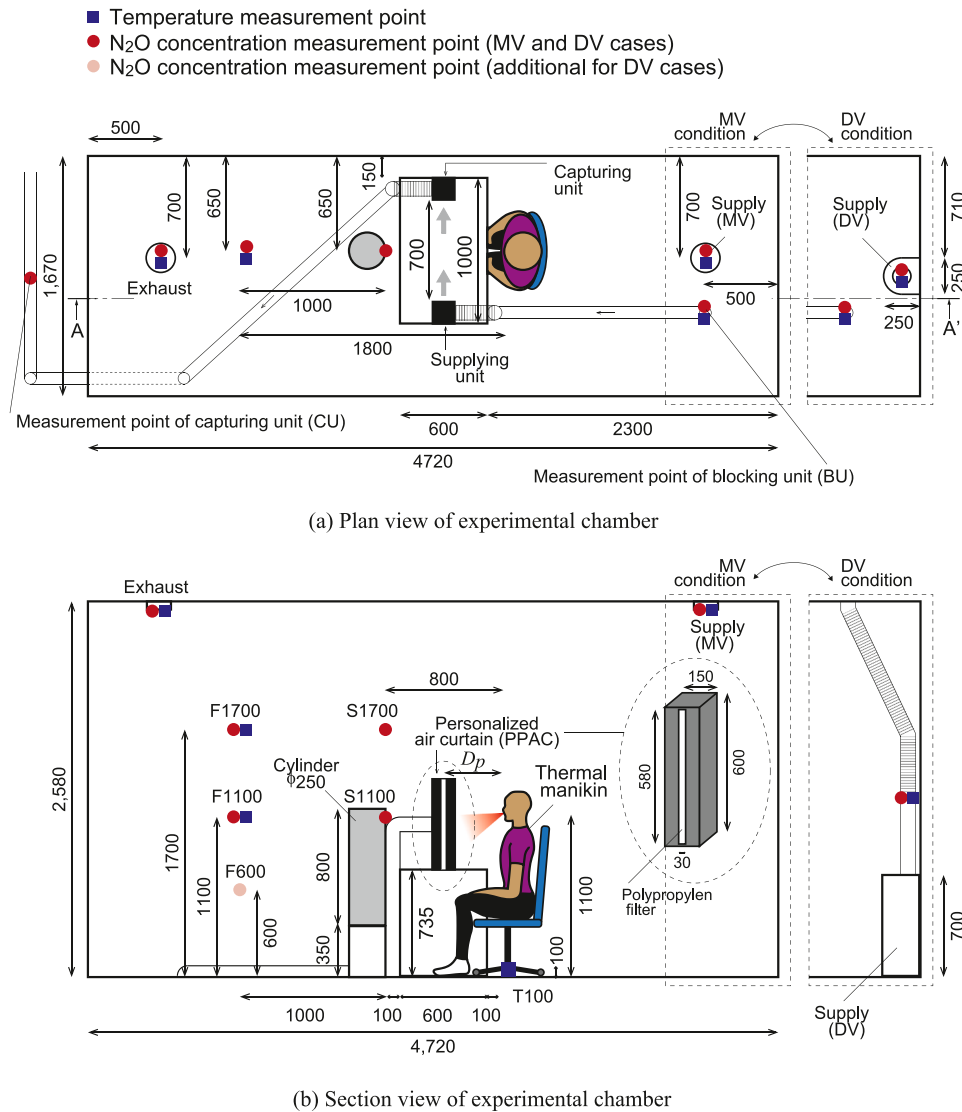 Temperature measurement point
N2O concentration measurement point (MV and DV cases)
N2O concentration measurement point (additional for DV cases)
MV condition
DV condition
500
150
Capturing unit
700
650
650
700
710
Supply (MV)
Supply (DV)
1,670
Exhaust
700
1000
250
1000
500
250
A
A'
1800
Supplying unit
Measurement point of capturing unit (CU)
600
2300
4720
Measurement point of blocking unit (BU)
(a) Plan view of experimental chamber
MV condition
DV condition
Exhaust
Supply (MV)
800
150
F1700
S1700
Personalized air curtain (PPAC)
Dp
2,580
Cylinder φ250
580
600
F1100
S1100
Thermal manikin
1700
1100
F600
800
30
600
735
1100
Polypropylen filter
350
100
700
T100
1000
100
600
100
Supply (DV)
4,720
(b) Section view of experimental chamber